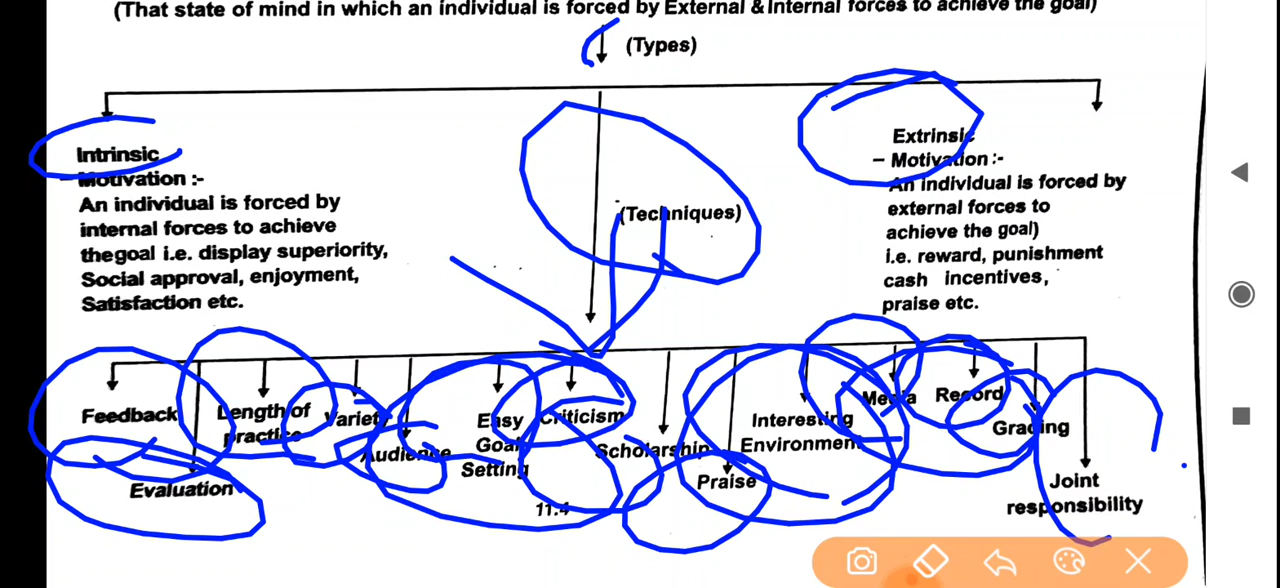 (That state of mind in which an individual is forced by External & Internal forces to achieve the goal)
(Types)
Intrinsic
Motivation :-
An individual is forced by
internal forces to achieve
thegoal i.e. display superiority,
Social approval, enjoyment,
Satisfaction etc.
(Techniques)
Extrinsic
– Motivation :-
An individual is forced by
external forces to
achieve the goal)
i.e. reward, punishment
cash incentives,
praise etc.
Feedback
Length of
practice
Variety
Audience
Easy
Goal
Setting
Criticism
Scholarship
Interesting
Environment
Media
Record
Grading
Evaluation
Praise
Joint
responsibility
11.4